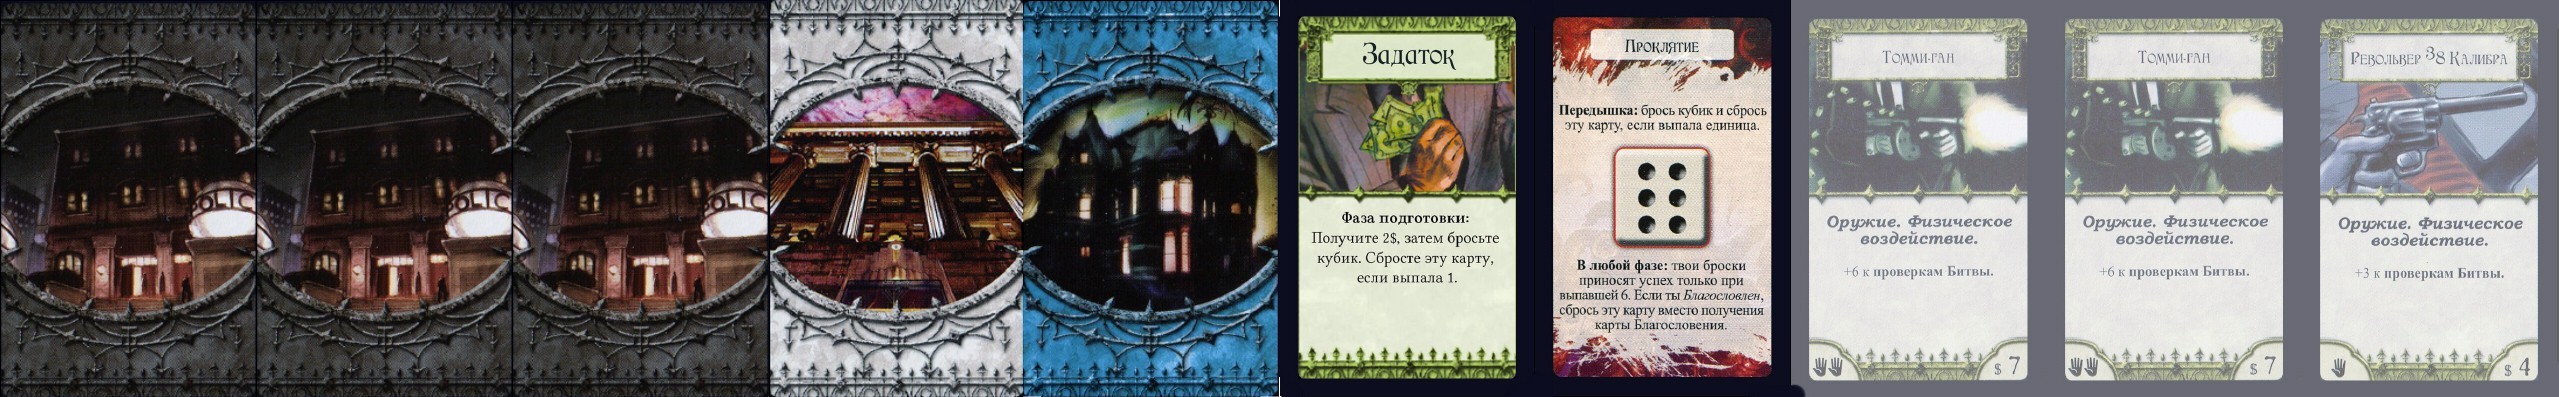 OLIC
OLIC
OLIC
Задаток
Фаза подготовки:
Получите 2$, затем бросьте
кубик. Сбросте эту карту,
если выпала 1.
Проклятие
Передышка: брось кубик и сбрось
эту карту, если выпала единица.
В любой фазе: твои броски
приносят успех только при
выпавшей 6. Если ты Благословлен,
сбрось эту карту вместо получения
карты Благословения.
Томми-ган
Оружие. Физическое
воздействие.
+6 к проверкам Битвы.
$ 7
Томми-ган
Оружие. Физическое
воздействие.
+6 к проверкам Битвы.
$ 7
Револьвер 38 Калибра
Оружие. Физическое
воздействие.
+3 к проверкам Битвы.
$ 4